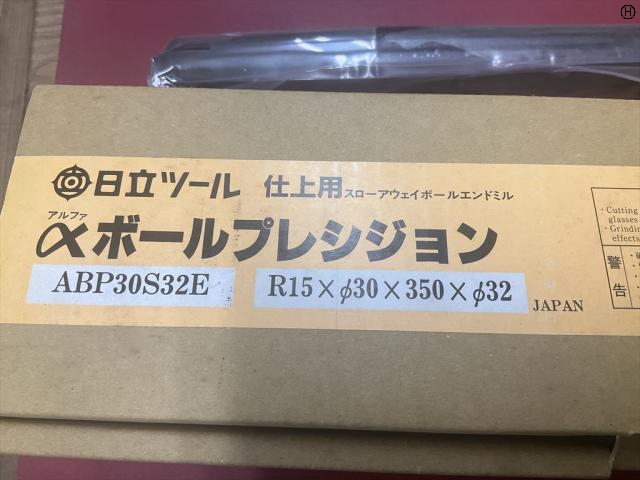 日立ツール 仕上用スローアウェイボールエンドミル
アルファ
αボールプレシジョン
ABP30S32E R15×φ30×350×φ32
JAPAN
・Cutting
glasses
・Grindin
effects
警告
H